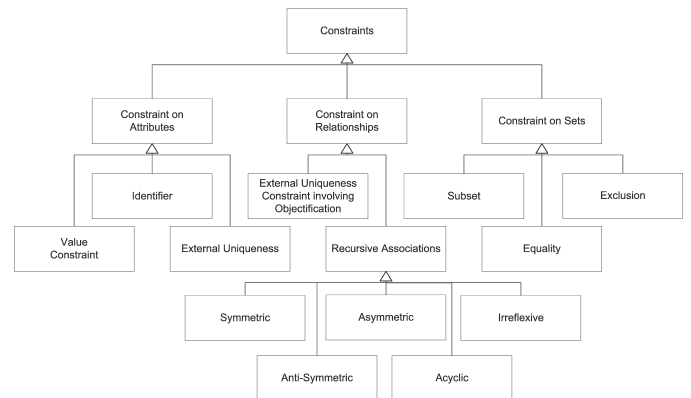 Constraints
Constraint on
Attributes
Constraint on
Relationships
Constraint on Sets
Identifier
External Uniqueness
Constraint involving
Objectification
Subset
Exclusion
Value
Constraint
External Uniqueness
Recursive Associations
Equality
Symmetric
Asymmetric
Irreflexive
Anti-Symmetric
Acyclic